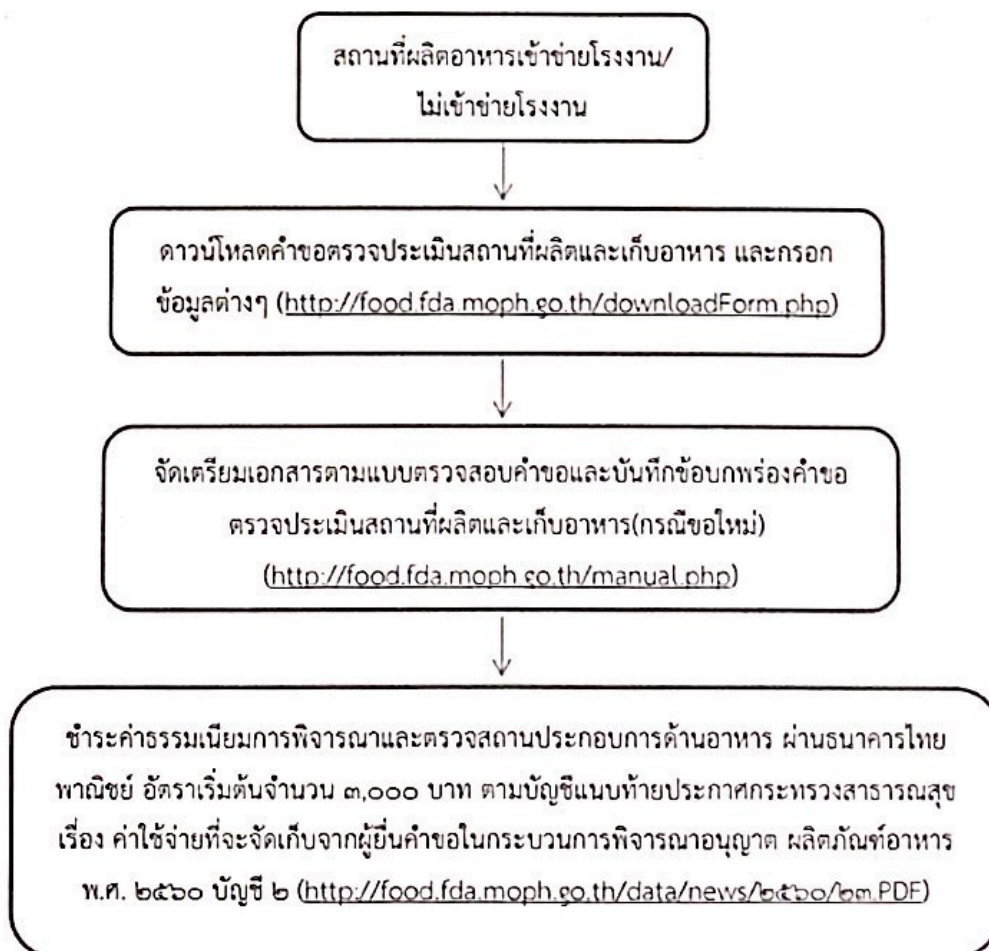 สถานที่ผลิตอาหารเข้าข่ายโรงงาน/
ไม่เข้าข่ายโรงงาน
ดาวน์โหลดคำขอตรวจประเมินสถานที่ผลิตและเก็บอาหาร และกรอก
ข้อมูลต่างๆ (http://food.fda.moph.go.th/downloadForm.php)
จัดเตรียมเอกสารตามแบบตรวจสอบคำขอและบันทึกข้อบกพร่องคำขอ
ตรวจประเมินสถานที่ผลิตและเก็บอาหาร(กรณีขอใหม่)
(http://food.fda.moph.go.th/manual.php)
ชำระค่าธรรมเนียมการพิจารณาและตรวจสถานประกอบการด้านอาหาร ผ่านธนาคารไทย
พาณิชย์ อัตราเริ่มต้นจำนวน ๓,๐๐๐ บาท ตามบัญชีแนบท้ายประกาศกระทรวงสาธารณสุข
เรื่อง ค่าใช้จ่ายที่จะจัดเก็บจากผู้ยื่นคำขอในกระบวนการพิจารณาอนุญาต ผลิตภัณฑ์อาหาร
พ.ศ. ๒๕๖๐ บัญชี ๒ (http://food.fda.moph.go.th/data/news/๒๕๖๐/๒๓.PDF)